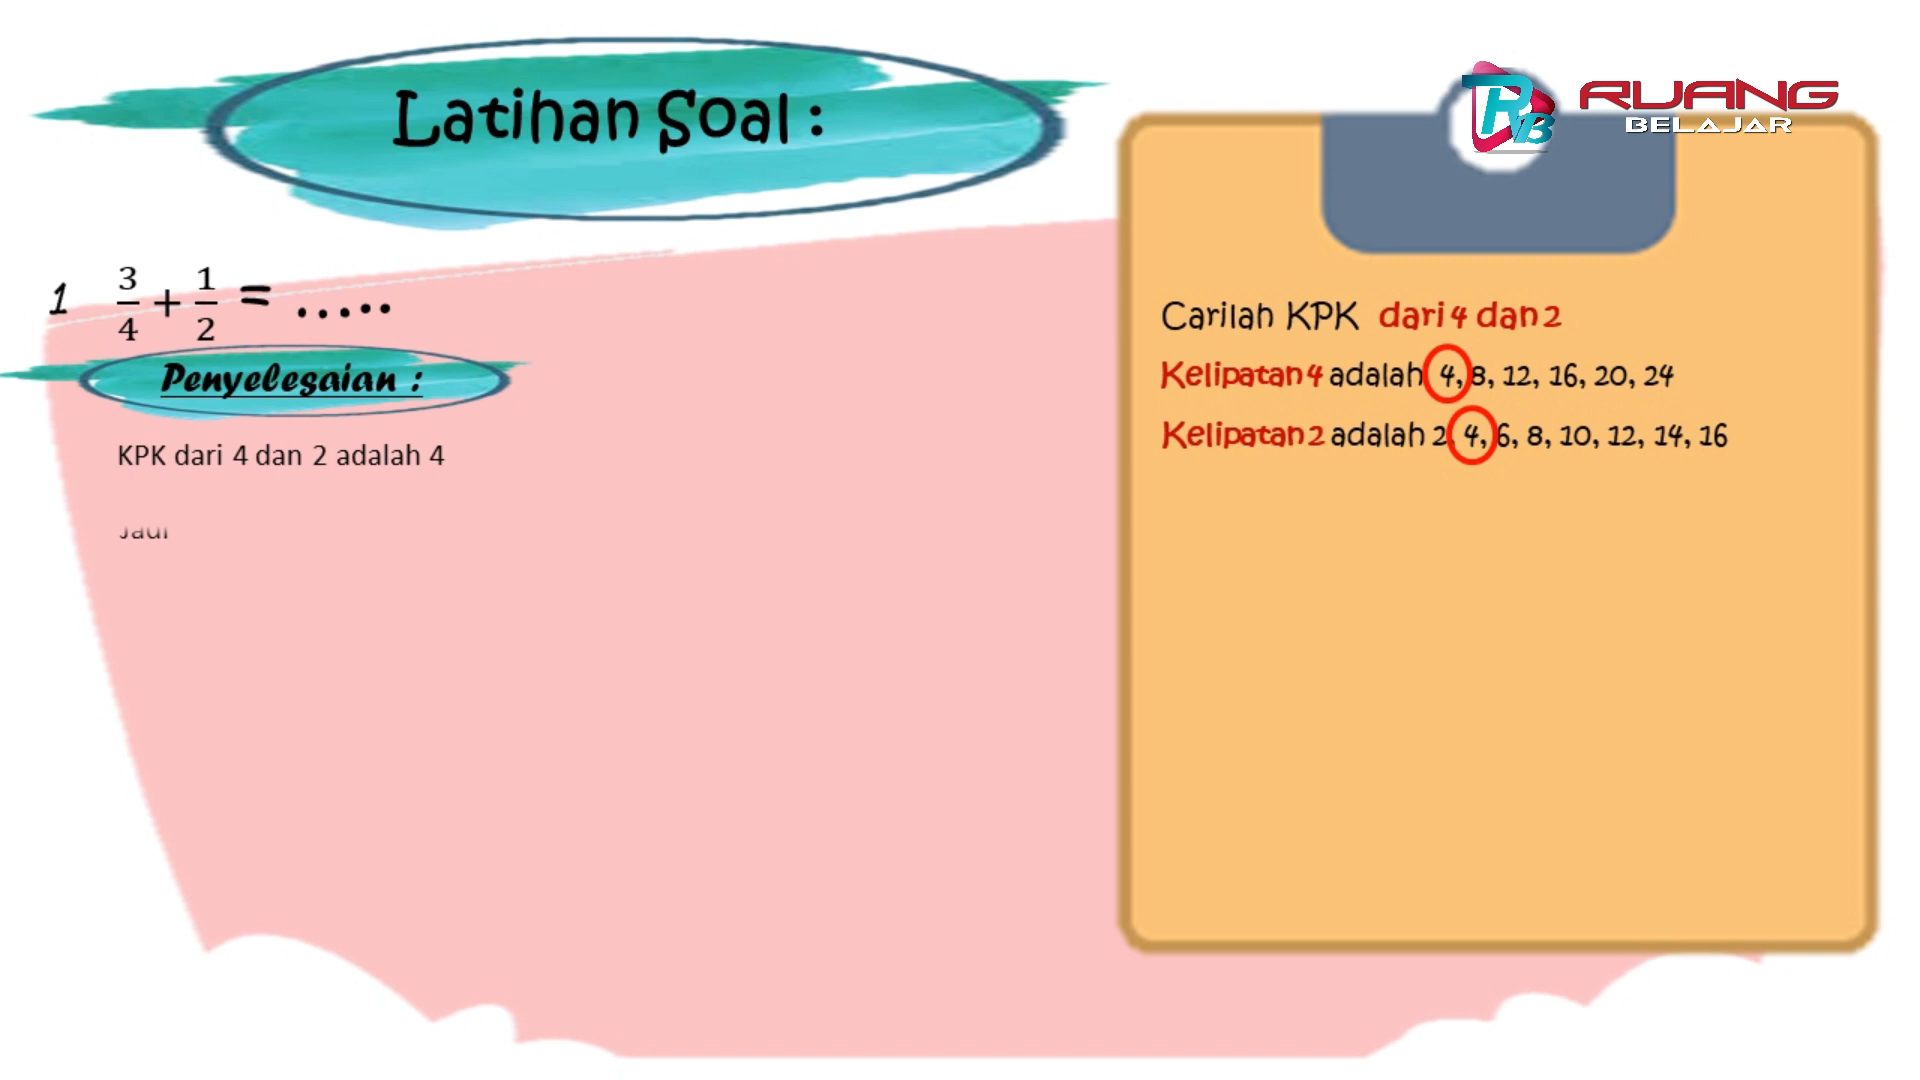 Latihan Soal :
RUANG
BELAJAR
1 3/4 + 1/2 = .....
Penyelesaian :
KPK dari 4 dan 2 adalah 4
Carilah KPK dari 4 dan 2
Kelipatan 4 adalah 4, 8, 12, 16, 20, 24
Kelipatan 2 adalah 2, 4, 6, 8, 10, 12, 14, 16